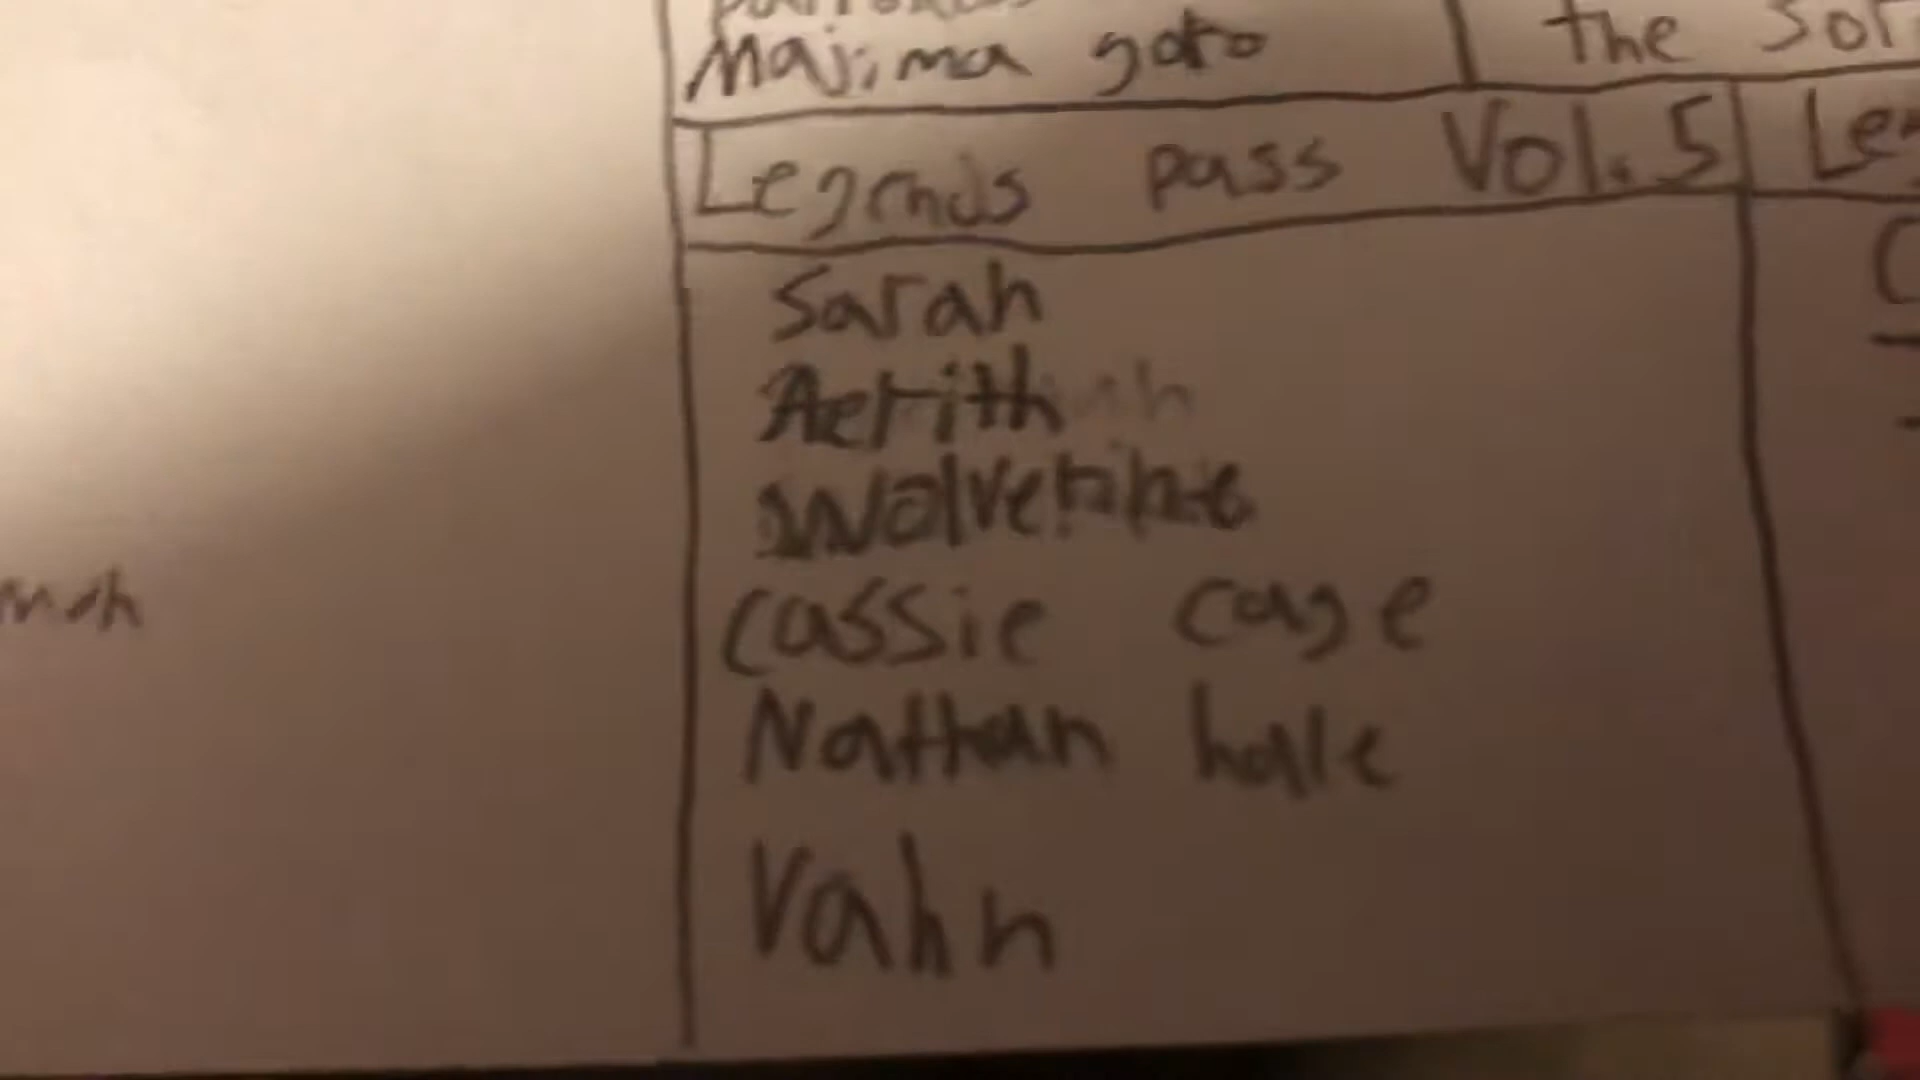 Majima goro
the
Legends pass Vol. 5
Sarah
Aerith
Wolverine
Cassie cage
Nathan hale
Vahn